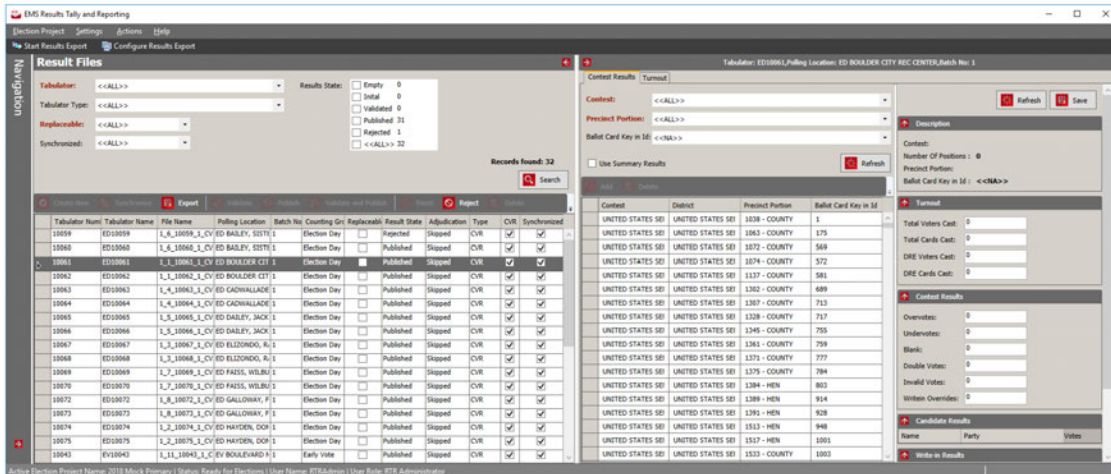 EMS Results Tally and Reporting
Election Project Settings Actions Help
Start Results Export Configure Results Export
Navigation
Result Files
Tabulator: <<ALL>>
Tabulator Type: <<ALL>>
Replaceable: <<ALL>>
Synchronized: <<ALL>>
Results State:
Empty 0
Inital 0
Validated 0
Published 31
Rejected 1
<<ALL>> 32
Records found: 32
Search
Create New Synchronize Export Validate Publish Validate and Publish Reset Reject Delete
Tabulator Num Tabulator Name File Name Polling Location Batch No Counting Gro Replaceable Result State Adjudication Type CVR Synchronized
10059 ED10059 1_6_10059_1_CV ED BAILEY, SISTE 1 Election Day Rejected Skipped CVR
10060 ED10060 1_6_10060_1_CV ED BAILEY, SISTE 1 Election Day Published Skipped CVR
10061 ED10061 1_1_10061_1_CV ED BOULDER CIT 1 Election Day Published Skipped CVR
10062 ED10062 1_1_10062_1_CV ED BOULDER CIT 1 Election Day Published Skipped CVR
10063 ED10063 1_4_10063_1_CV ED CADWALLADE 1 Election Day Published Skipped CVR
10064 ED10064 1_4_10064_1_CV ED CADWALLADE 1 Election Day Published Skipped CVR
10065 ED10065 1_5_10065_1_CV ED DAILEY, JACK 1 Election Day Published Skipped CVR
10066 ED10066 1_5_10066_1_CV ED DAILEY, JACK 1 Election Day Published Skipped CVR
10067 ED10067 1_3_10067_1_CV ED ELIZONDO, RA 1 Election Day Published Skipped CVR
10068 ED10068 1_3_10068_1_CV ED ELIZONDO, RA 1 Election Day Published Skipped CVR
10069 ED10069 1_7_10069_1_CV ED FAISS, WILBU 1 Election Day Published Skipped CVR
10070 ED10070 1_7_10070_1_CV ED FAISS, WILBU 1 Election Day Published Skipped CVR
10072 ED10072 1_8_10072_1_CV ED GALLOWAY, F 1 Election Day Published Skipped CVR
10073 ED10073 1_8_10073_1_CV ED GALLOWAY, F 1 Election Day Published Skipped CVR
10074 ED10074 1_2_10074_1_CV ED HAYDEN, DON 1 Election Day Published Skipped CVR
10075 ED10075 1_2_10075_1_CV ED HAYDEN, DON 1 Election Day Published Skipped CVR
10043 EV10043 1_11_10043_1_C EV BOULEVARD M 1 Early Vote Published Skipped CVR
Tabulator: ED10061,Polling Location: ED BOULDER CITY REC CENTER,Batch No: 1
Contest Results Turnout
Contest: <<ALL>>
Precinct Portion: <<ALL>>
Ballot Card Key in Id: <<NA>>
Use Summary Results Refresh
Add Delete
Contest District Precinct Portion Ballot Card Key in Id
UNITED STATES SEI UNITED STATES SEI 1038 - COUNTY 1
UNITED STATES SEI UNITED STATES SEI 1063 - COUNTY 175
UNITED STATES SEI UNITED STATES SEI 1072 - COUNTY 569
UNITED STATES SEI UNITED STATES SEI 1074 - COUNTY 572
UNITED STATES SEI UNITED STATES SEI 1137 - COUNTY 581
UNITED STATES SEI UNITED STATES SEI 1302 - COUNTY 689
UNITED STATES SEI UNITED STATES SEI 1307 - COUNTY 713
UNITED STATES SEI UNITED STATES SEI 1328 - COUNTY 717
UNITED STATES SEI UNITED STATES SEI 1345 - COUNTY 755
UNITED STATES SEI UNITED STATES SEI 1361 - COUNTY 759
UNITED STATES SEI UNITED STATES SEI 1371 - COUNTY 777
UNITED STATES SEI UNITED STATES SEI 1375 - COUNTY 784
UNITED STATES SEI UNITED STATES SEI 1384 - HEN 803
UNITED STATES SEI UNITED STATES SEI 1389 - HEN 914
UNITED STATES SEI UNITED STATES SEI 1391 - HEN 928
UNITED STATES SEI UNITED STATES SEI 1513 - HEN 948
UNITED STATES SEI UNITED STATES SEI 1517 - HEN 1001
UNITED STATES SEI UNITED STATES SEI 1533 - COUNTY 1003
Refresh Save
Description
Contest:
Number Of Positions : 0
Precinct Portion:
Ballot Card Key in Id : <<NA>>
Turnout
Total Voters Cast: 0
Total Cards Cast: 0
DRE Voters Cast: 0
DRE Cards Cast: 0
Contest Results
Overvotes: 0
Undervotes: 0
Blank: 0
Double Votes: 0
Invalid Votes: 0
Writein Overrides: 0
Candidate Results
Name Party Votes
Write-in Results
Active Election Project Name: 2018 Mock Primary | Status: Ready for Elections | User Name: RTRAdmin | User Role: RTR Administrator